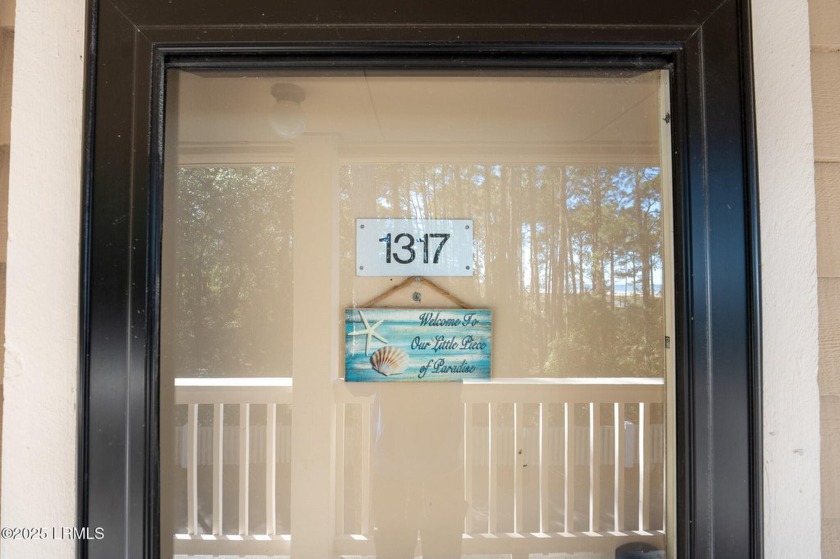 1317
Welcome To
Our Little Piece
of Paradise
©2025 LRMLS